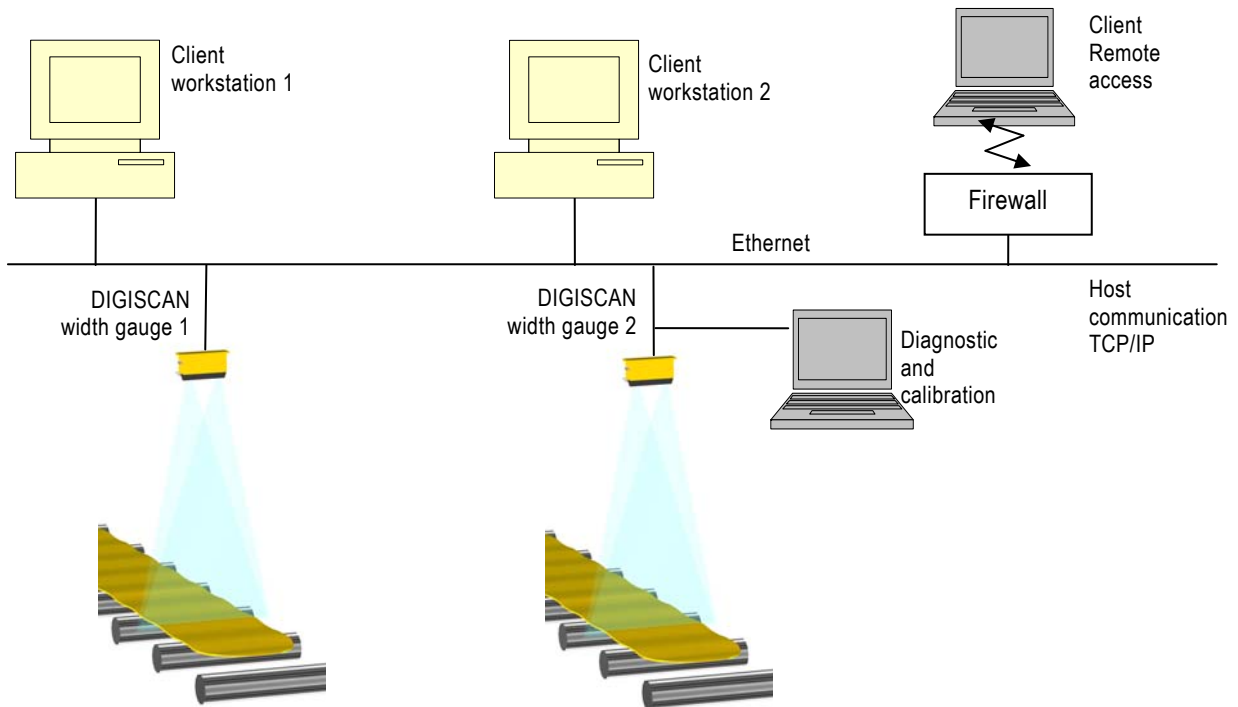 Client
workstation 1
Client
workstation 2
Client
Remote
access
Firewall
Ethernet
DIGISCAN
width gauge 1
DIGISCAN
width gauge 2
Diagnostic
and
calibration
Host
communication
TCP/IP